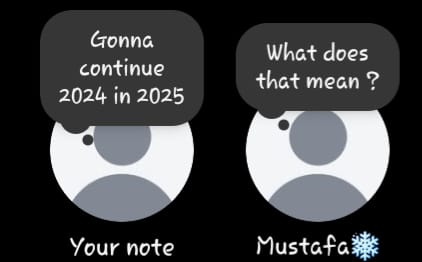 Gonna
continue
2024 in 2025
Your note
What does
that mean ?
Mustafa❄️